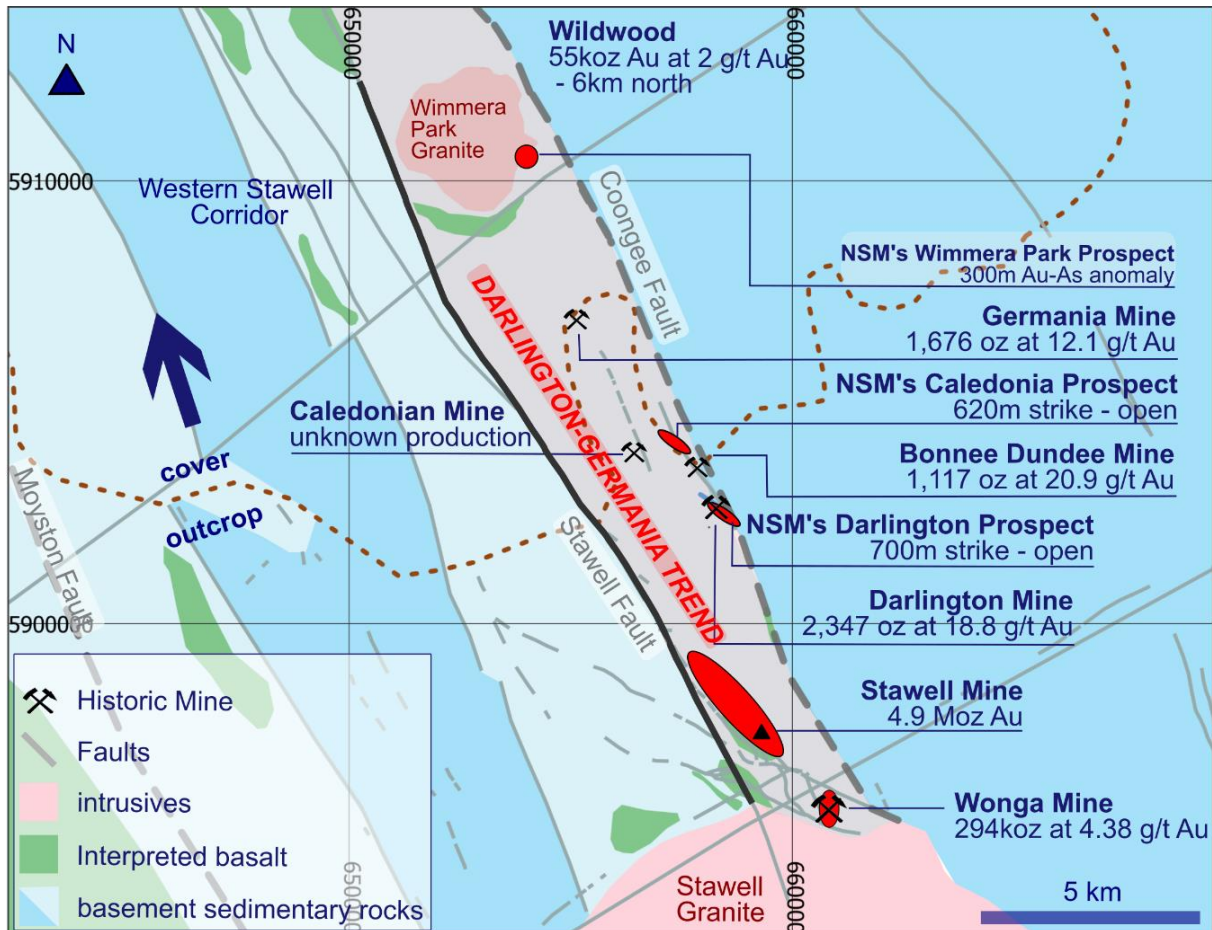 N
650000
660000
Wildwood
55koz Au at 2 g/t Au
- 6km north
Wimmera
Park
Granite
5910000
Western Stawell
Corridor
Coongee Fault
NSM's Wimmera Park Prospect
300m Au-As anomaly
DARLINGTON-GERMANIA TREND
Germania Mine
1,676 oz at 12.1 g/t Au
NSM's Caledonia Prospect
620m strike - open
Caledonian Mine
unknown production
Bonnee Dundee Mine
1,117 oz at 20.9 g/t Au
cover
outcrop
Moyston Fault
Stawell Fault
NSM's Darlington Prospect
700m strike - open
Darlington Mine
2,347 oz at 18.8 g/t Au
5900000
Stawell Mine
4.9 Moz Au
Wonga Mine
294koz at 4.38 g/t Au
Historic Mine
Faults
intrusives
Interpreted basalt
basement sedimentary rocks
650000
660000
Stawell
Granite
5 km